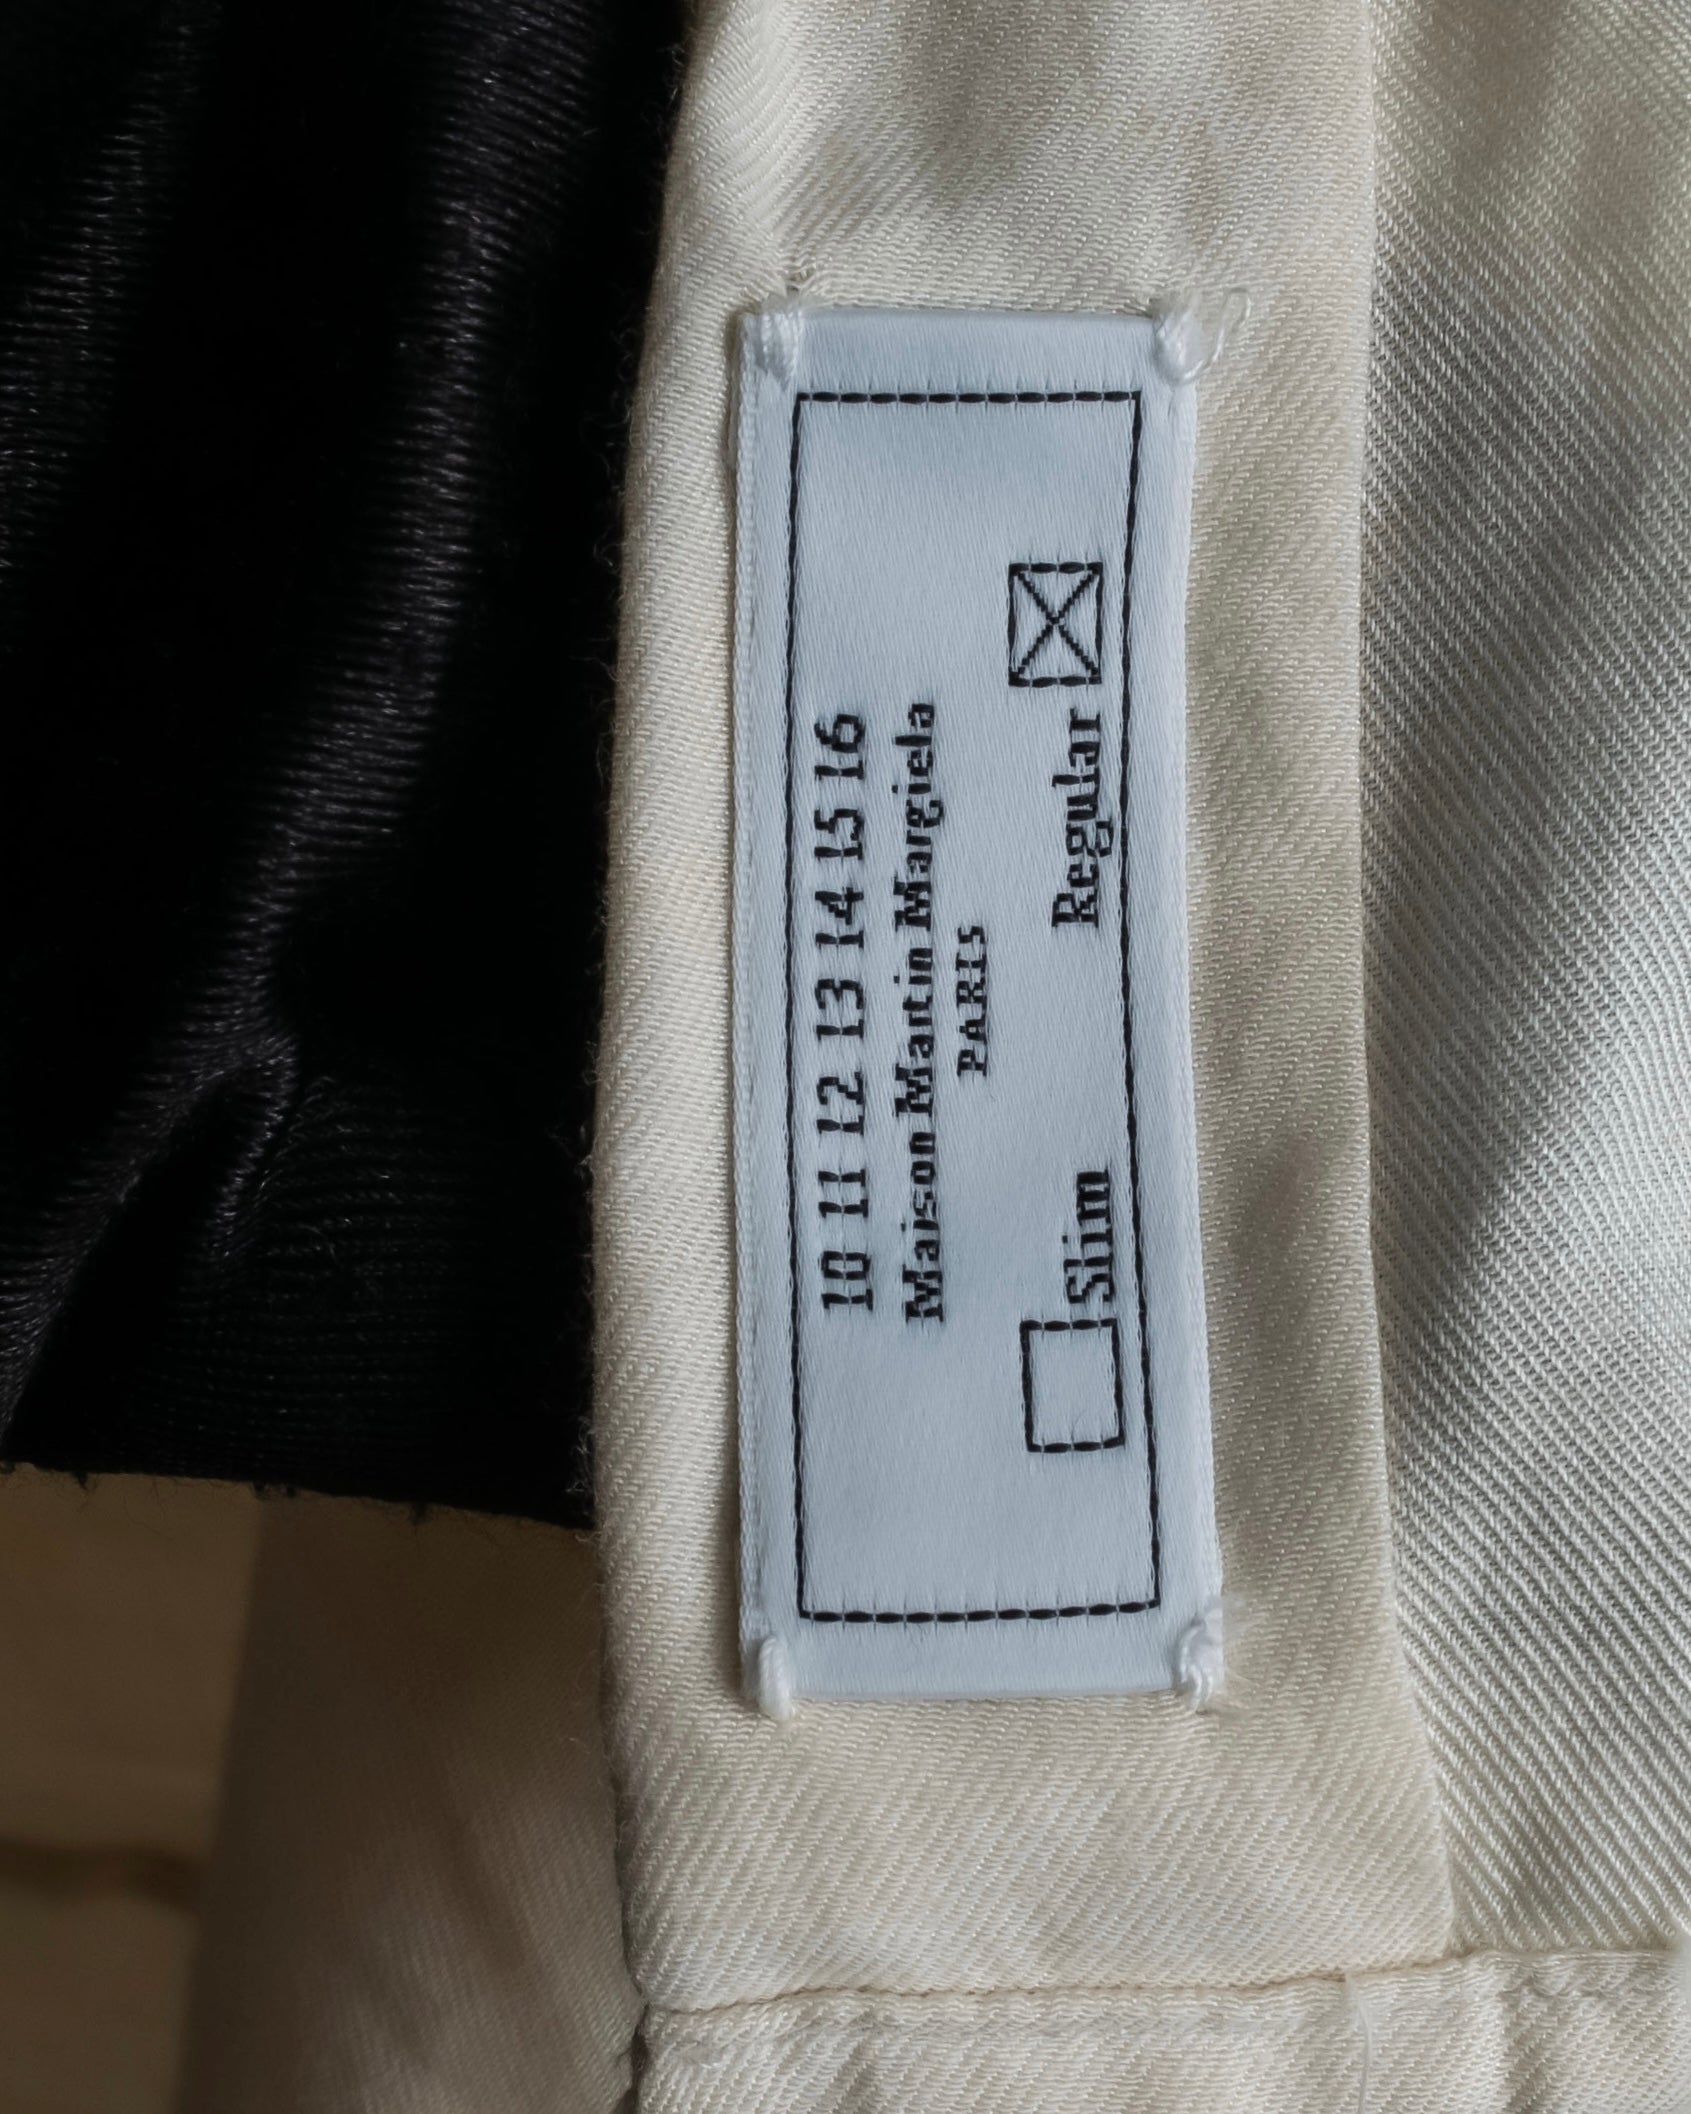 10 11 12 13 14 15 16
Maison Martin Margiela
PARIS
Slim Regular